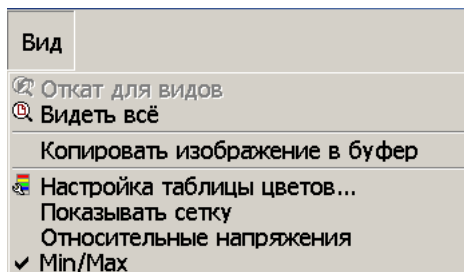 Вид
Откат для видов
Видеть всё
Копировать изображение в буфер
Настройка таблицы цветов...
Показывать сетку
Относительные напряжения
Min/Max